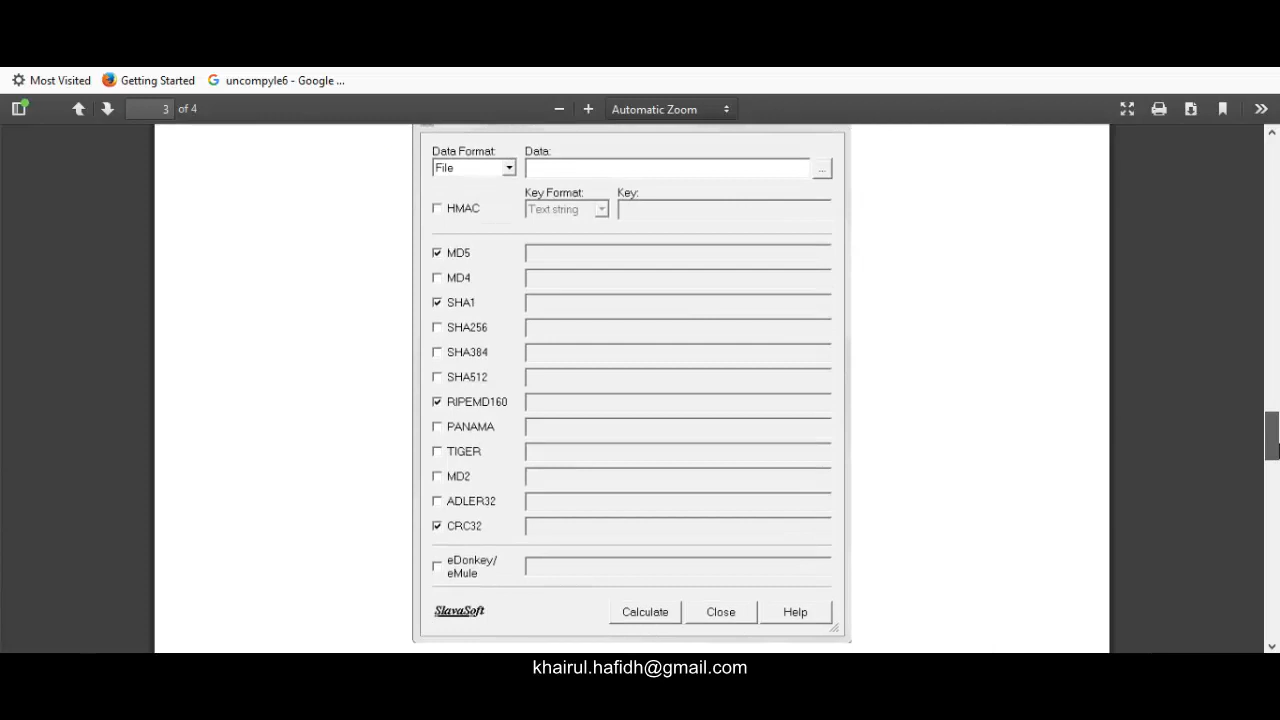 Most Visited Getting Started uncompyle6 - Google ...
3 of 4 Automatic Zoom
Data Format: Data:
File ...
Key Format: Key:
HMAC Text string
MD5
MD4
SHA1
SHA256
SHA384
SHA512
RIPEMD160
PANAMA
TIGER
MD2
ADLER32
CRC32
eDonkey/
eMule
SlavaSoft Calculate Close Help
khairul.hafidh@gmail.com